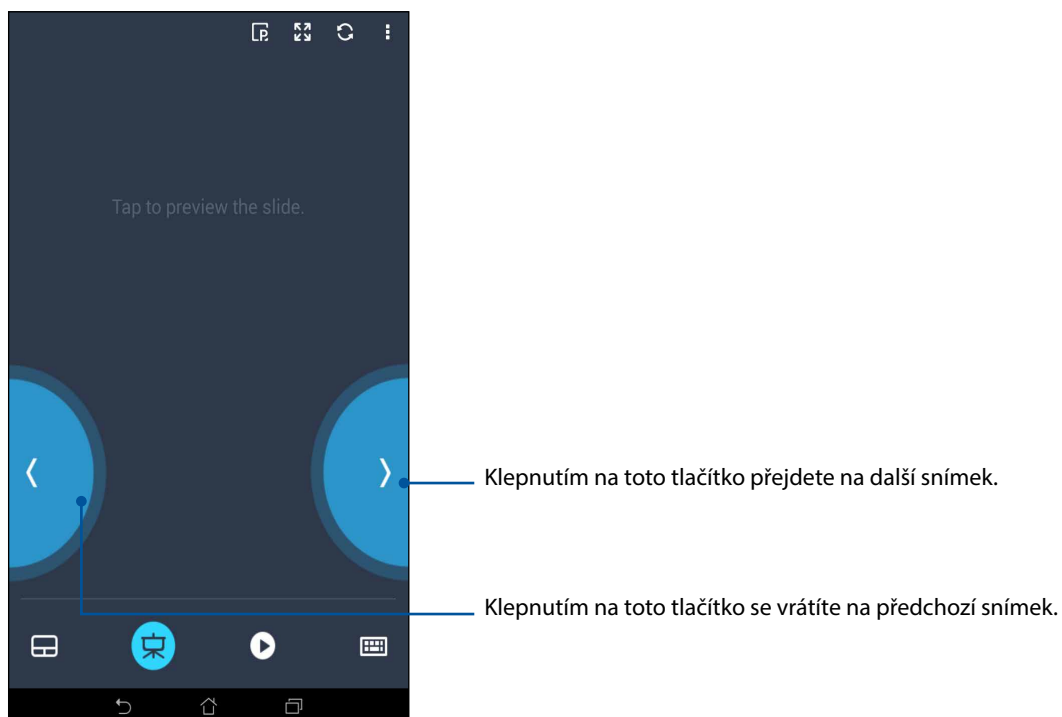 Tap to preview the slide.
Klepnutím na toto tlačítko přejdete na další snímek.
Klepnutím na toto tlačítko se vrátíte na předchozí snímek.